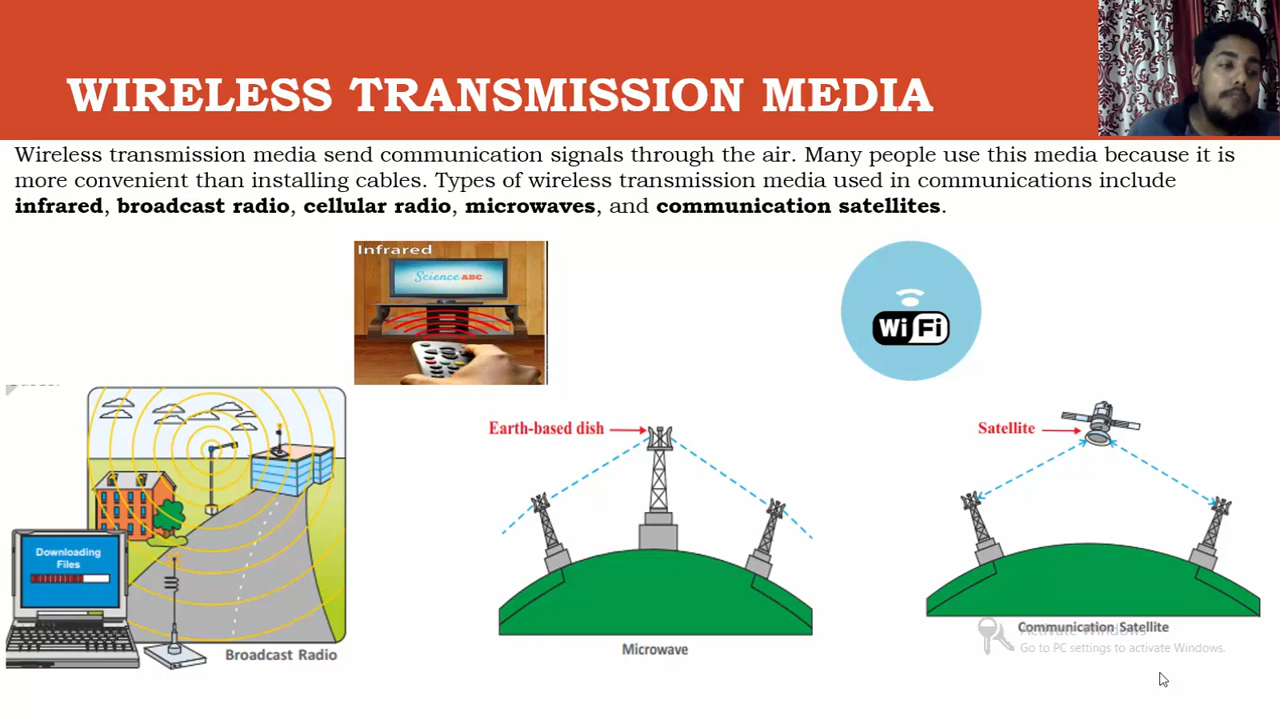 WIRELESS TRANSMISSION MEDIA
Wireless transmission media send communication signals through the air. Many people use this media because it is
more convenient than installing cables. Types of wireless transmission media used in communications include
infrared, broadcast radio, cellular radio, microwaves, and communication satellites.
Infrared
Science ABC
Wi Fi
Earth-based dish
Satellite
Downloading
Files
Broadcast Radio
Microwave
Communication Satellite
Activate Windows
Go to PC settings to activate Windows.